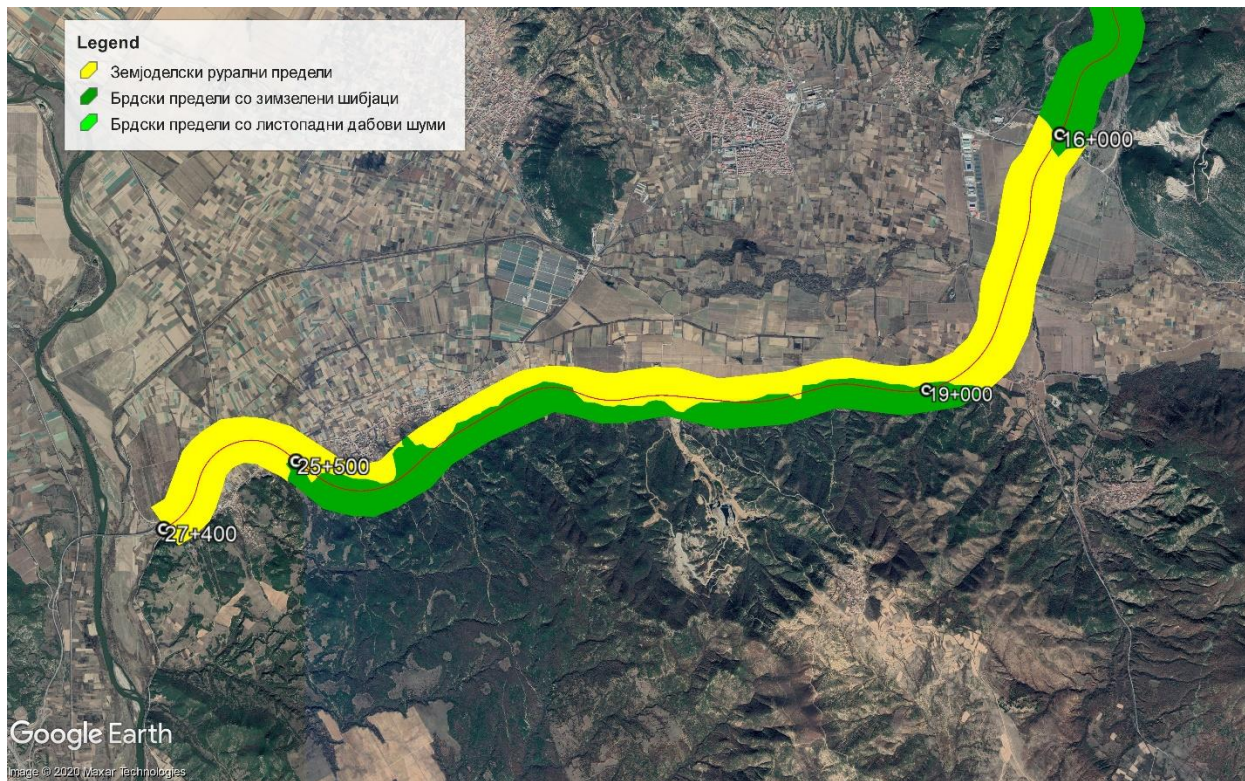 Legend
Земјоделски рурални предели
Брдски предели со зимзелени шибјаци
Брдски предели со листопадни дабови шуми
16+000
19+000
25+500
27+400
Google Earth
Image © 2020 Maxar Technologies